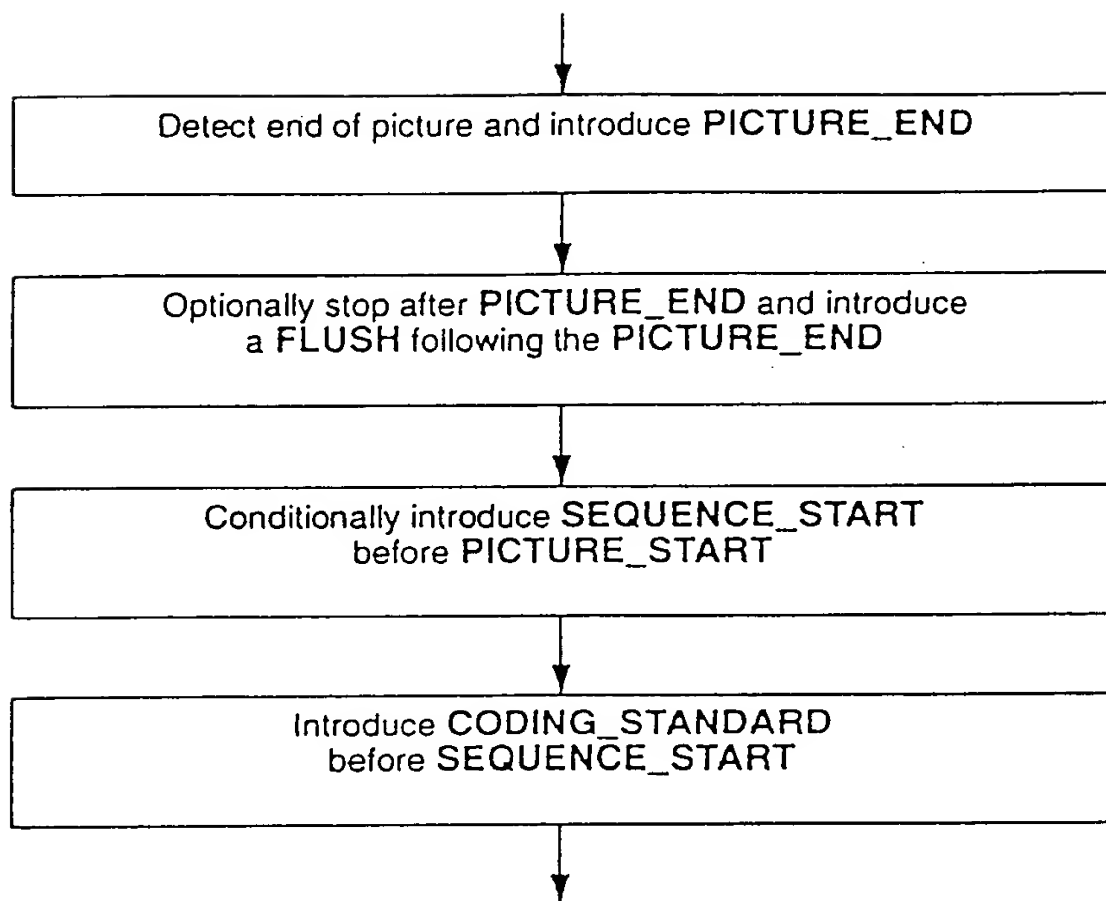 Detect end of picture and introduce PICTURE_END
Optionally stop after PICTURE_END and introduce
a FLUSH following the PICTURE_END
Conditionally introduce SEQUENCE_START
before PICTURE_START
Introduce CODING_STANDARD
before SEQUENCE_START